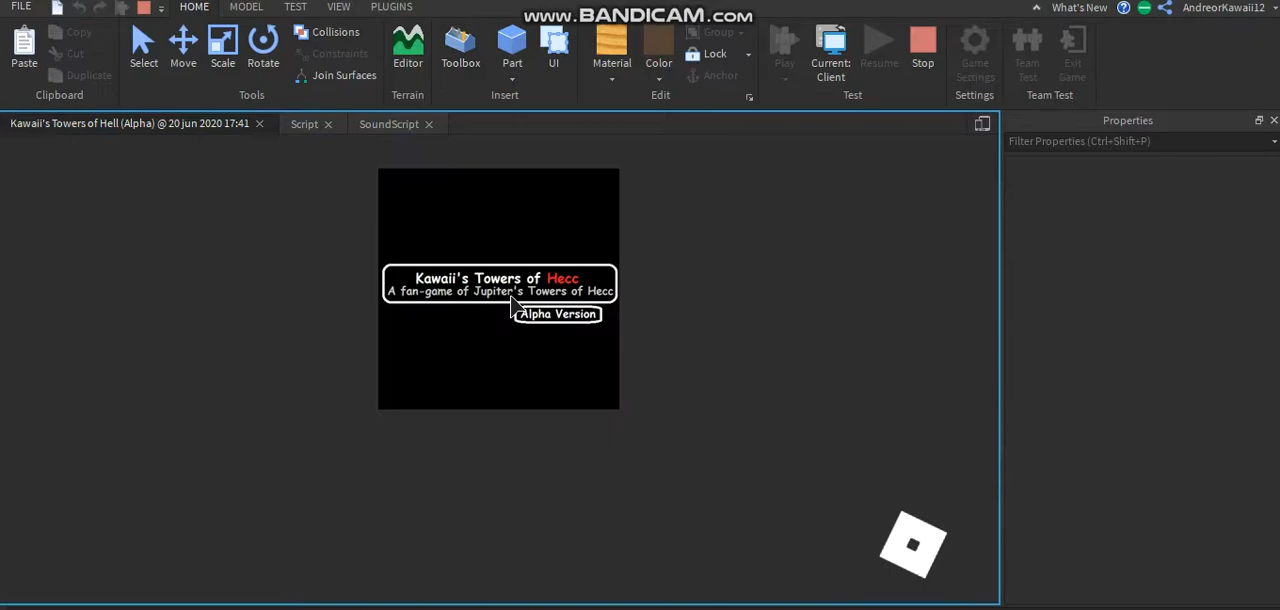 www.BANDICAM.com
FILE HOME MODEL TEST VIEW PLUGINS What's New AndreorKawaii12
Paste Copy Cut Duplicate
Clipboard
Select Move Scale Rotate Collisions Constraints Join Surfaces
Tools
Editor
Terrain
Toolbox Part UI
Insert
Material Color Group Lock Anchor
Edit
Play Current: Client Resume Stop
Test
Game Settings
Settings
Team Test Exit Game
Team Test
Kawaii's Towers of Hell (Alpha) @ 20 jun 2020 17:41 Script SoundScript
Properties
Filter Properties (Ctrl+Shift+P)
Kawaii's Towers of Hecc
A fan-game of Jupiter's Towers of Hecc
Alpha Version